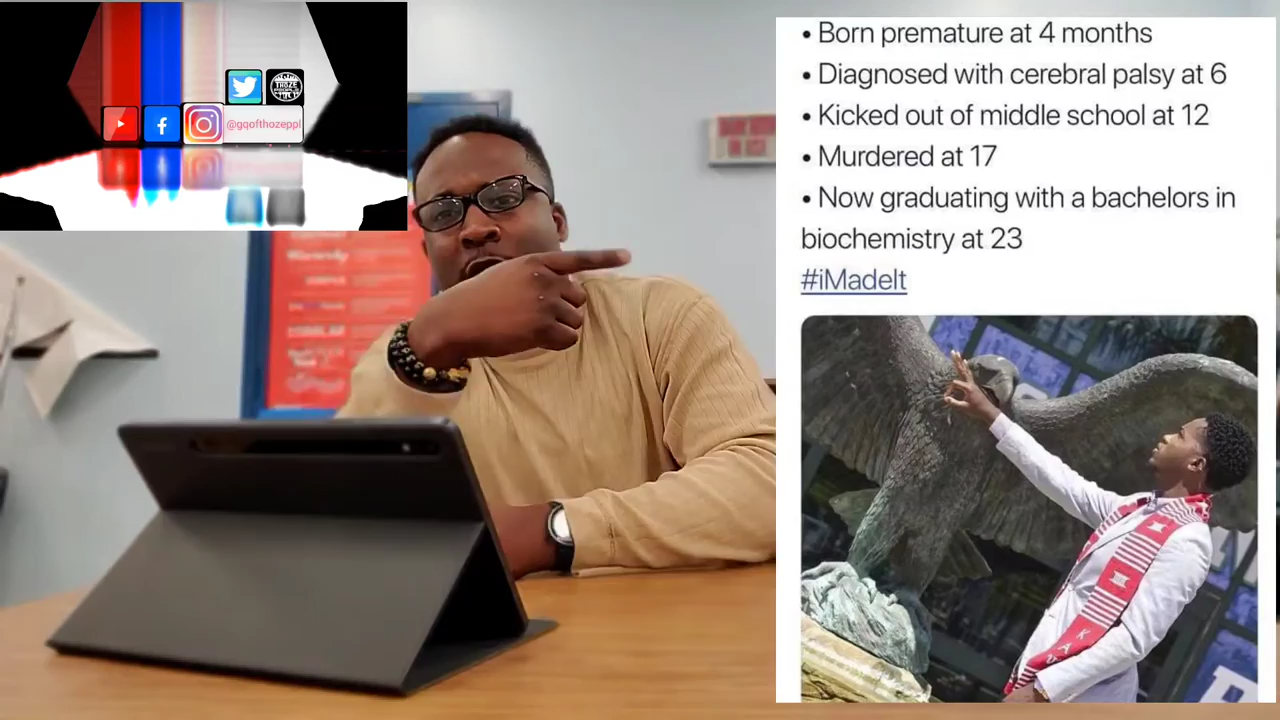 THOZE
@gqofthozeppl
• Born premature at 4 months
• Diagnosed with cerebral palsy at 6
• Kicked out of middle school at 12
• Murdered at 17
• Now graduating with a bachelors in
biochemistry at 23
#iMadeIt
K A